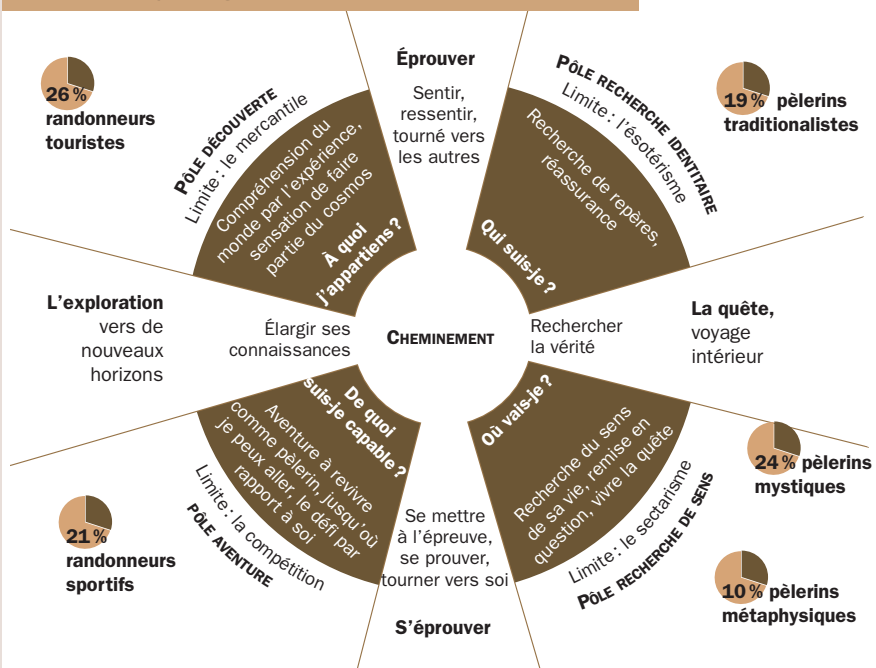 26 %
randonneurs
touristes
PÔLE DÉCOUVERTE
Limite : le mercantile
Compréhension du
monde par l'expérience,
sensation de faire
partie du cosmos
À quoi
j'appartiens ?
Éprouver
Sentir,
ressentir,
tourné vers
les autres
PÔLE RECHERCHE IDENTITAIRE
Limite : l'ésotérisme
Recherche de repères,
réassurance
Qui suis-je ?
19 % pèlerins
traditionalistes
L'exploration
vers de
nouveaux
horizons
Élargir ses
connaissances
CHEMINEMENT
Rechercher
la vérité
La quête,
voyage
intérieur
De quoi
suis-je capable ?
Aventure à revivre
comme pèlerin, jusqu'où
je peux aller, le défi par
rapport à soi
Limite : la compétition
PÔLE AVENTURE
21 %
randonneurs
sportifs
Se mettre
à l'épreuve,
se prouver,
tourner vers soi
S'éprouver
Où vais-je ?
Recherche du sens
de sa vie, remise en
question, vivre la quête
Limite : le sectarisme
PÔLE RECHERCHE DE SENS
24 % pèlerins
mystiques
10 % pèlerins
métaphysiques